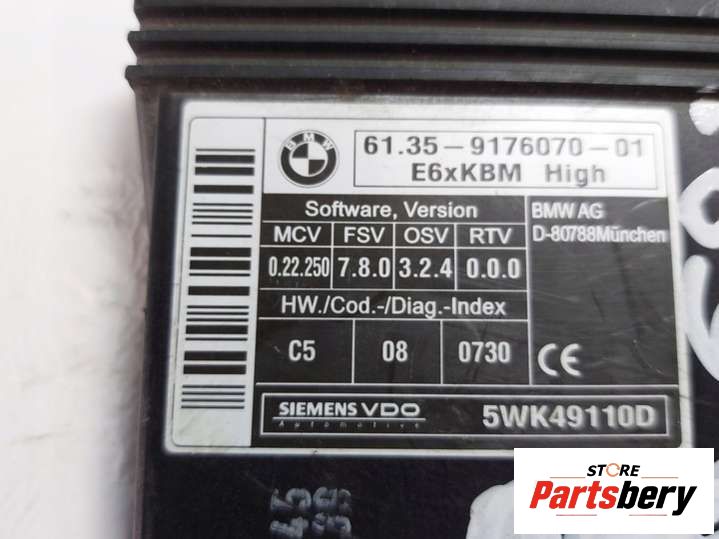 BMW
61.35-9176070-01
E6xKBM High
Software, Version
MCV FSV OSV RTV
0.22.250 7.8.0 3.2.4 0.0.0
HW./Cod.-/Diag.-Index
C5 08 0730
BMW AG
D-80788München
CE
SIEMENS VDO
Automotive
5WK49110D
STORE
Partsbery